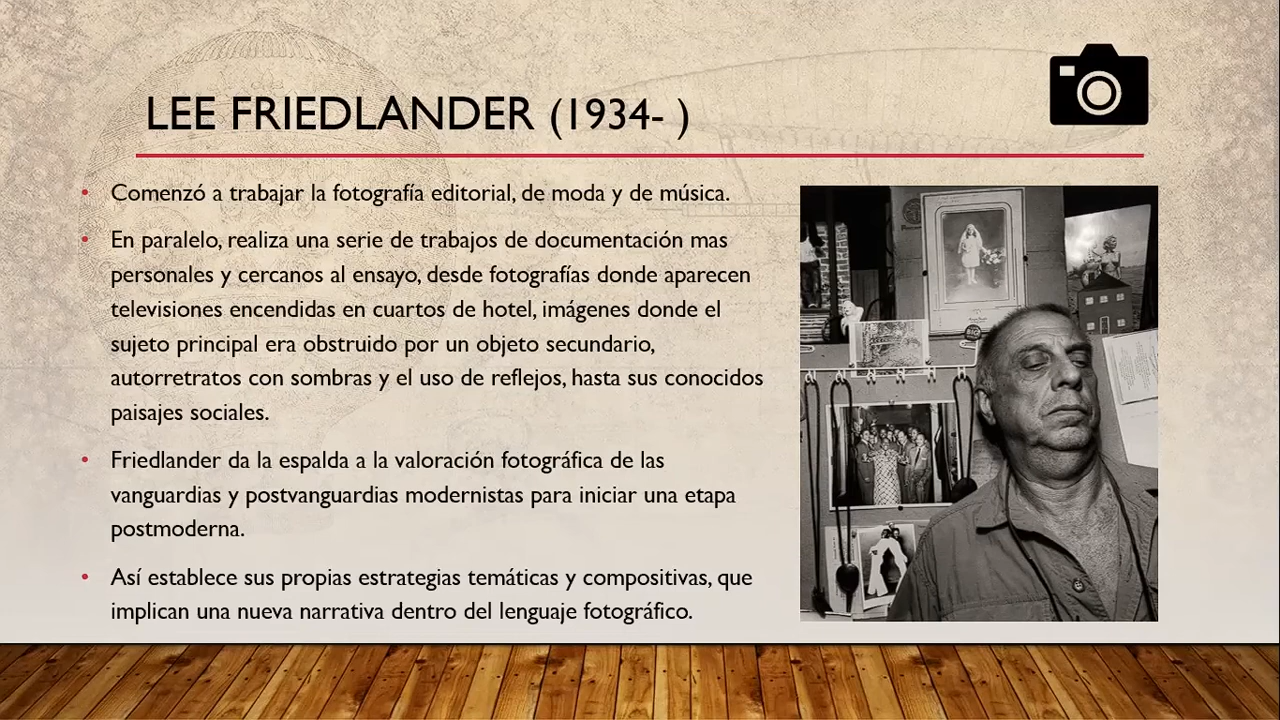 LEE FRIEDLANDER (1934- )
• Comenzó a trabajar la fotografía editorial, de moda y de música.
• En paralelo, realiza una serie de trabajos de documentación mas
personales y cercanos al ensayo, desde fotografías donde aparecen
televisiones encendidas en cuartos de hotel, imágenes donde el
sujeto principal era obstruido por un objeto secundario,
autorretratos con sombras y el uso de reflejos, hasta sus conocidos
paisajes sociales.
• Friedlander da la espalda a la valoración fotográfica de las
vanguardias y postvanguardias modernistas para iniciar una etapa
postmoderna.
• Así establece sus propias estrategias temáticas y compositivas, que
implican una nueva narrativa dentro del lenguaje fotográfico.